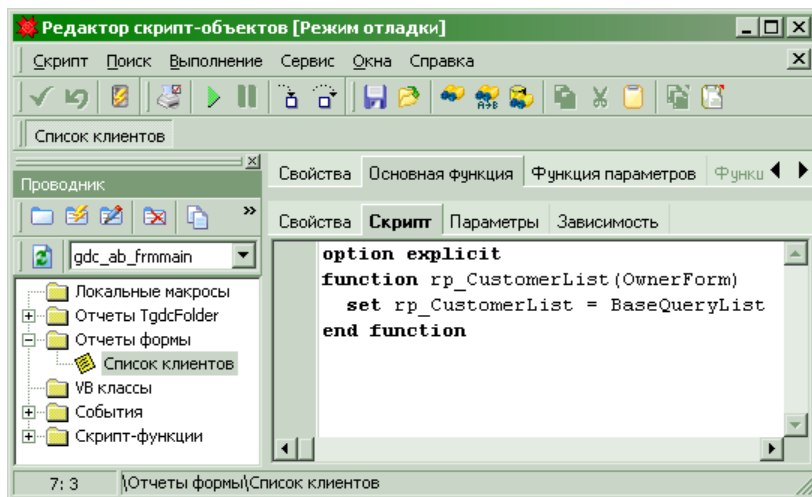 Редактор скрипт-объектов [Режим отладки]
Скрипт Поиск Выполнение Сервис Окна Справка
A+B
Список клиентов
Проводник
gdc_ab_frmmain
Локальные макросы
Отчеты TgdcFolder
Отчеты формы
Список клиентов
VB классы
События
Скрипт-функции
Свойства Основная функция Функция параметров Функци
Свойства Скрипт Параметры Зависимость
option explicit
function rp_CustomerList(OwnerForm)
set rp_CustomerList = BaseQueryList
end function
7: 3 \Отчеты формы\Список клиентов